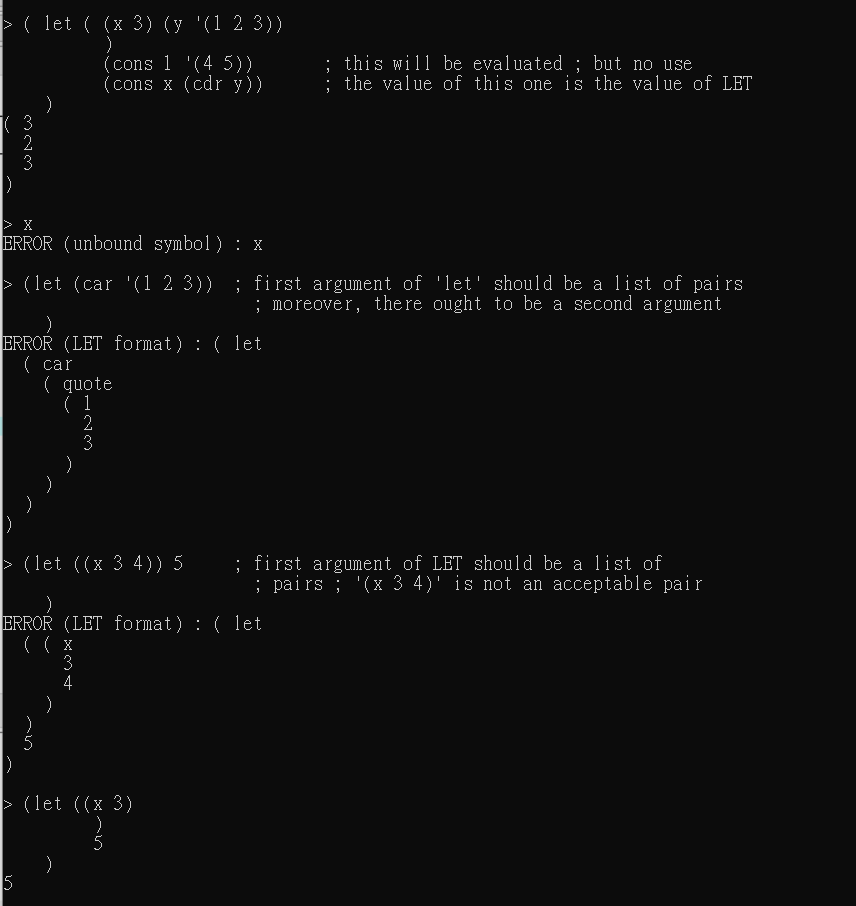 > ( let ( (x 3) (y '(1 2 3))
          )
          (cons 1 '(4 5))       ; this will be evaluated ; but no use
          (cons x (cdr y))      ; the value of this one is the value of LET
    )
( 3
  2
  3
)
> x
ERROR (unbound symbol) : x
> (let (car '(1 2 3))  ; first argument of 'let' should be a list of pairs
                         ; moreover, there ought to be a second argument
    )
ERROR (LET format) : ( let
  ( car
    ( quote
      ( 1
        2
        3
      )
    )
  )
)
> (let ((x 3 4)) 5     ; first argument of LET should be a list of
                         ; pairs ; '(x 3 4)' is not an acceptable pair
    )
ERROR (LET format) : ( let
  ( ( x
      3
      4
    )
  )
  5
)
> (let ((x 3)
         )
         5
    )
5